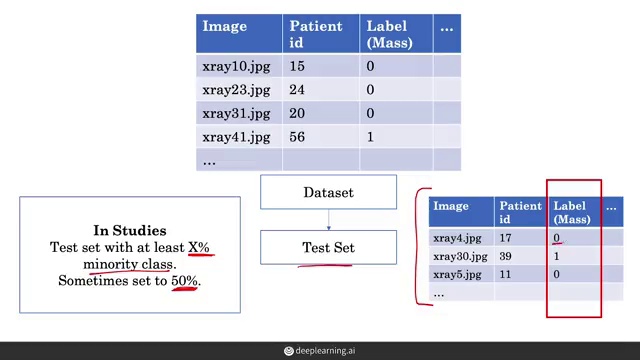 Image Patient id Label (Mass) ...
xray10.jpg 15 0
xray23.jpg 24 0
xray31.jpg 20 0
xray41.jpg 56 1
...
In Studies
Test set with at least X%
minority class.
Sometimes set to 50%.
Dataset
Test Set
Image Patient id Label (Mass) ...
xray4.jpg 17 0
xray30.jpg 39 1
xray5.jpg 11 0
...
deeplearning.ai